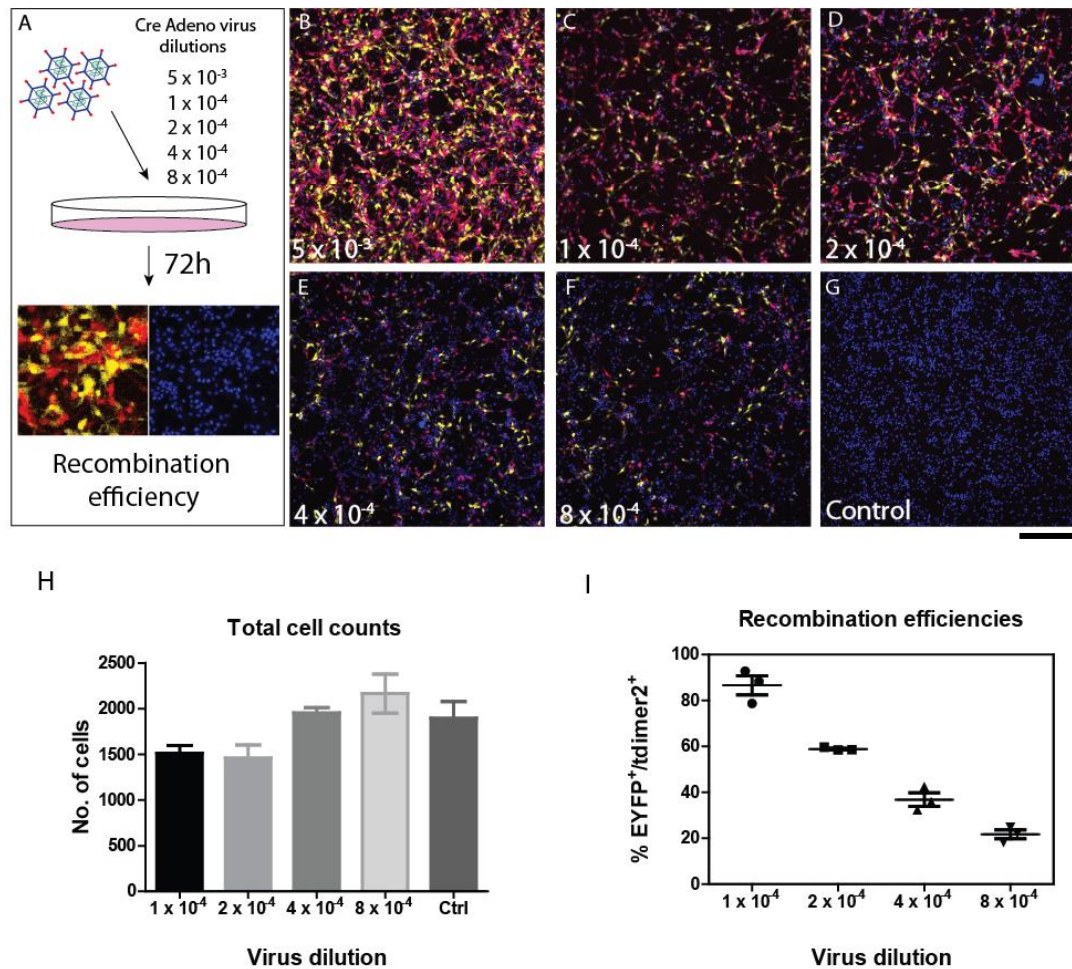 A
Cre Adeno virus
dilutions
5 x 10⁻³
1 x 10⁻⁴
2 x 10⁻⁴
4 x 10⁻⁴
8 x 10⁻⁴
72h
Recombination
efficiency
B
5 x 10⁻³
C
1 x 10⁻⁴
D
2 x 10⁻⁴
E
4 x 10⁻⁴
F
8 x 10⁻⁴
G
Control
H
Total cell counts
No. of cells
2500
2000
1500
1000
500
0
1 x 10⁻⁴ 2 x 10⁻⁴ 4 x 10⁻⁴ 8 x 10⁻⁴ Ctrl
Virus dilution
I
Recombination efficiencies
% EYFP⁺/tdimer2⁺
100
80
60
40
20
0
1 x 10⁻⁴ 2 x 10⁻⁴ 4 x 10⁻⁴ 8 x 10⁻⁴
Virus dilution